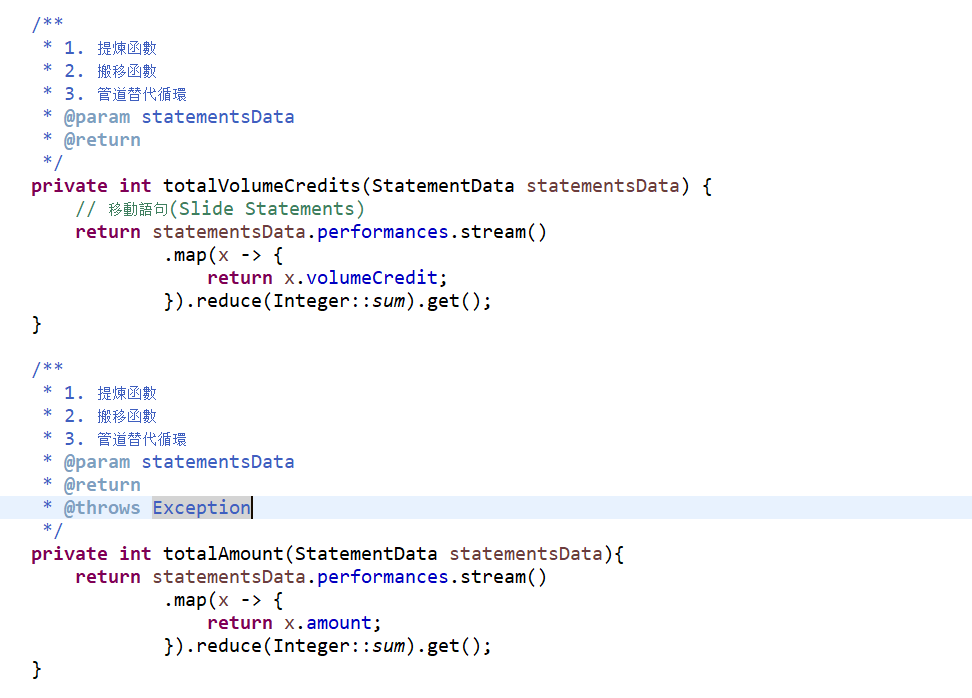 /**
 * 1. 提煉函數
 * 2. 搬移函數
 * 3. 管道替代循環
 * @param statementsData
 * @return
 */
private int totalVolumeCredits(StatementData statementsData) {
    // 移動語句(Slide Statements)
    return statementsData.performances.stream()
            .map(x -> {
                return x.volumeCredit;
            }).reduce(Integer::sum).get();
}

/**
 * 1. 提煉函數
 * 2. 搬移函數
 * 3. 管道替代循環
 * @param statementsData
 * @return
 * @throws Exception
 */
private int totalAmount(StatementData statementsData){
    return statementsData.performances.stream()
            .map(x -> {
                return x.amount;
            }).reduce(Integer::sum).get();
}